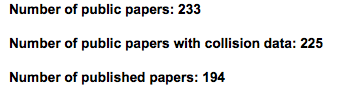 Number of public papers: 233
Number of public papers with collision data: 225
Number of published papers: 194